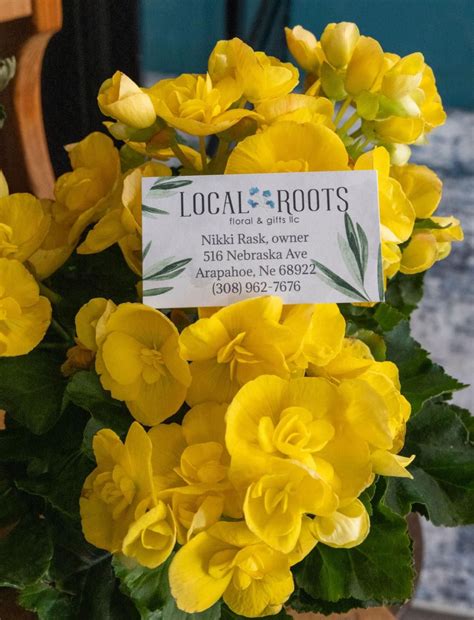 LOCAL ROOTS
floral & gifts llc
Nikki Rask, owner
516 Nebraska Ave
Arapahoe, Ne 68922
(308) 962-7676